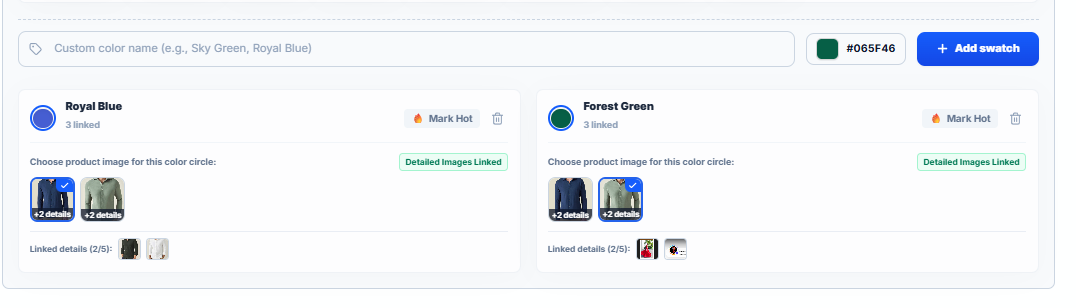 Custom color name (e.g., Sky Green, Royal Blue)
#065F46
+ Add swatch
Royal Blue
3 linked
Mark Hot
Choose product image for this color circle:
Detailed Images Linked
+2 details
+2 details
Linked details (2/5):
Forest Green
3 linked
Mark Hot
Choose product image for this color circle:
Detailed Images Linked
+2 details
+2 details
Linked details (2/5):